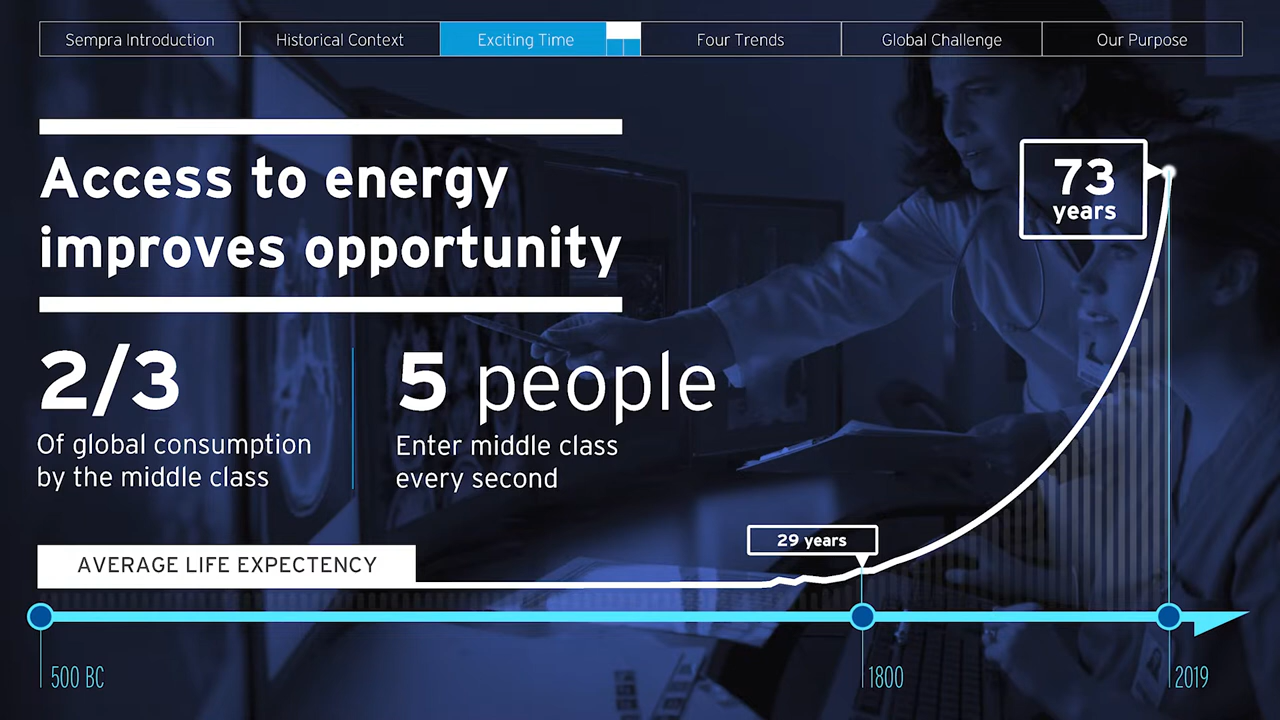 Sempra Introduction
Historical Context
Exciting Time
Four Trends
Global Challenge
Our Purpose
Access to energy
improves opportunity
73
years
2/3
Of global consumption
by the middle class
5 people
Enter middle class
every second
29 years
AVERAGE LIFE EXPECTENCY
500 BC
1800
2019